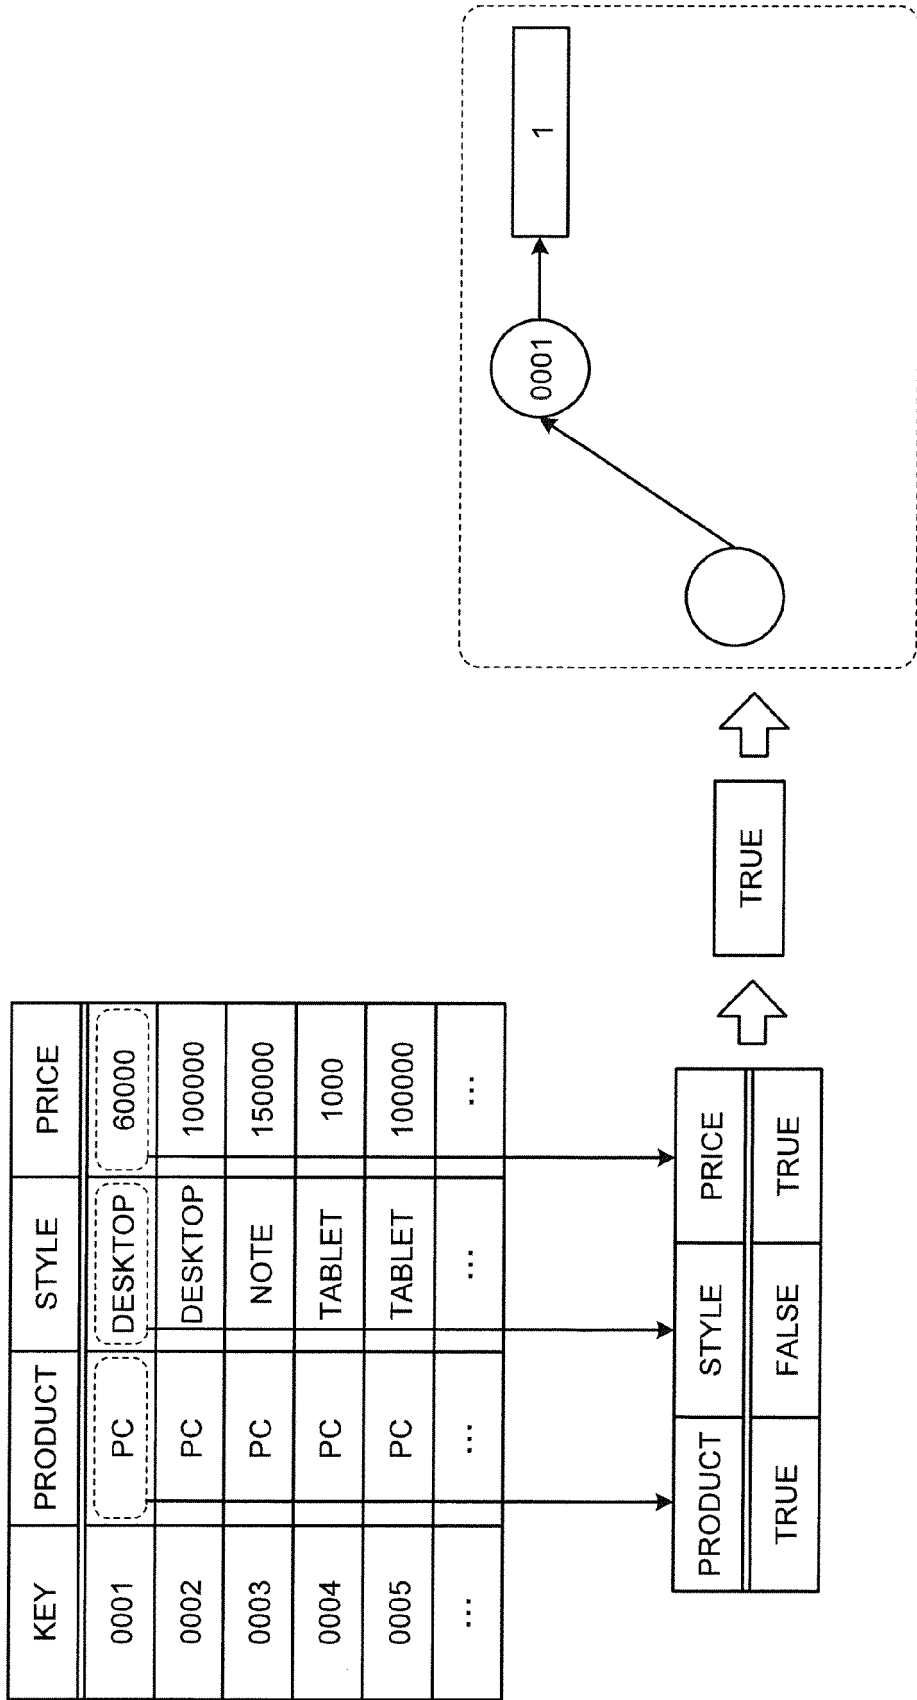 KEY PRODUCT STYLE PRICE
0001 PC DESKTOP 60000
0002 PC DESKTOP 100000
0003 PC NOTE 150000
0004 PC TABLET 1000
0005 PC TABLET 100000
... ... ... ...
PRODUCT STYLE PRICE
TRUE FALSE TRUE
TRUE
0001
1